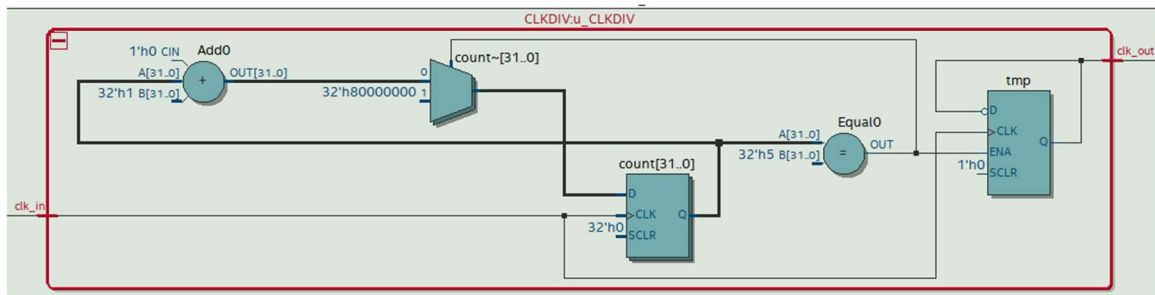 CLKDIV:u_CLKDIV
1'h0 CIN
Add0
A[31..0]
OUT[31..0]
32'h1 B[31..0]
+
count~[31..0]
0
32'h80000000 1
clk_out
tmp
D
CLK
ENA
Q
1'h0
SCLR
Equal0
A[31..0]
OUT
32'h5 B[31..0]
=
count[31..0]
D
CLK
Q
32'h0
SCLR
clk_in